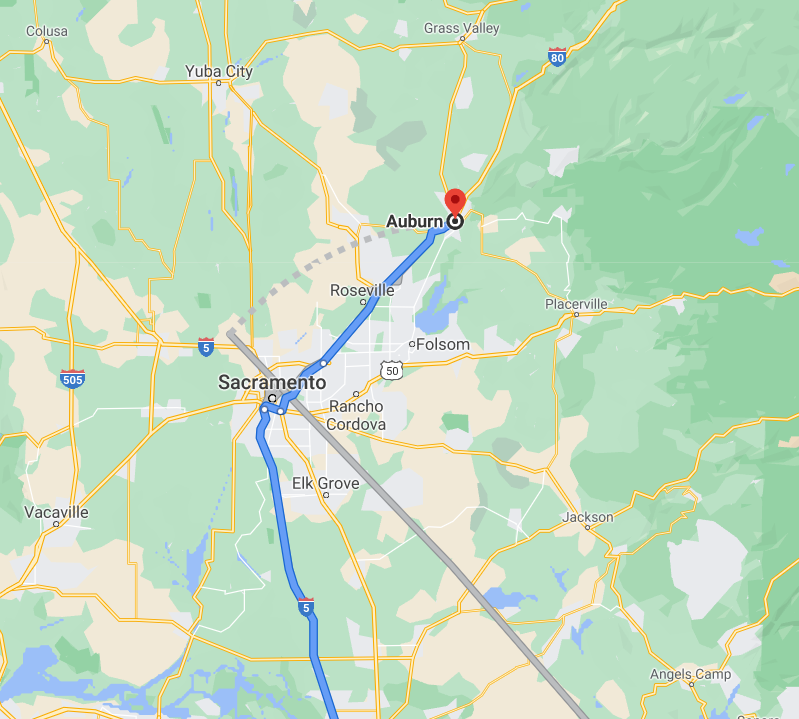 Colusa
Grass Valley
80
Yuba City
Auburn
Roseville
Placerville
5
Folsom
50
505
Sacramento
Rancho
Cordova
Elk Grove
Vacaville
Jackson
5
Angels Camp